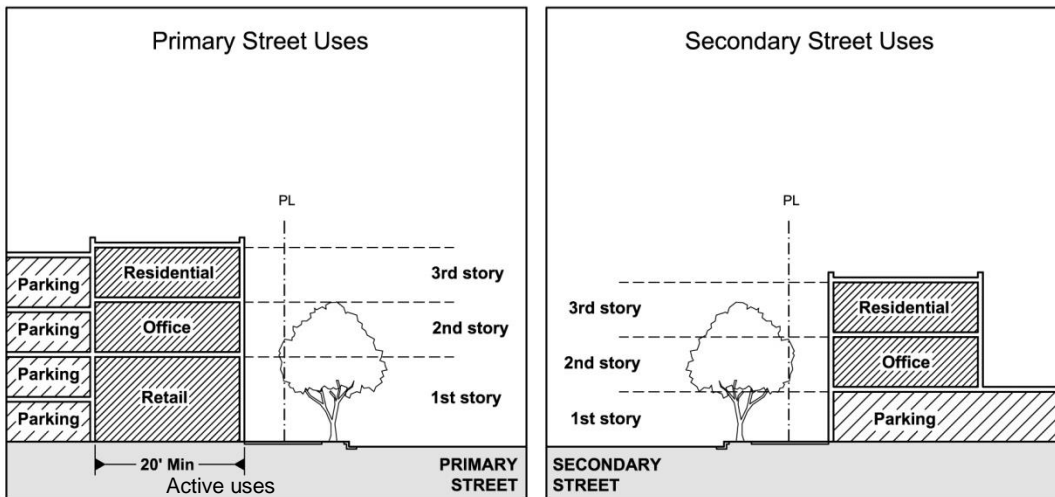 Primary Street Uses
PL
Parking
Residential
3rd story
Parking
Office
2nd story
Parking
Retail
1st story
Parking
20' Min
Active uses
PRIMARY
STREET
Secondary Street Uses
PL
3rd story
Residential
2nd story
Office
1st story
Parking
SECONDARY
STREET